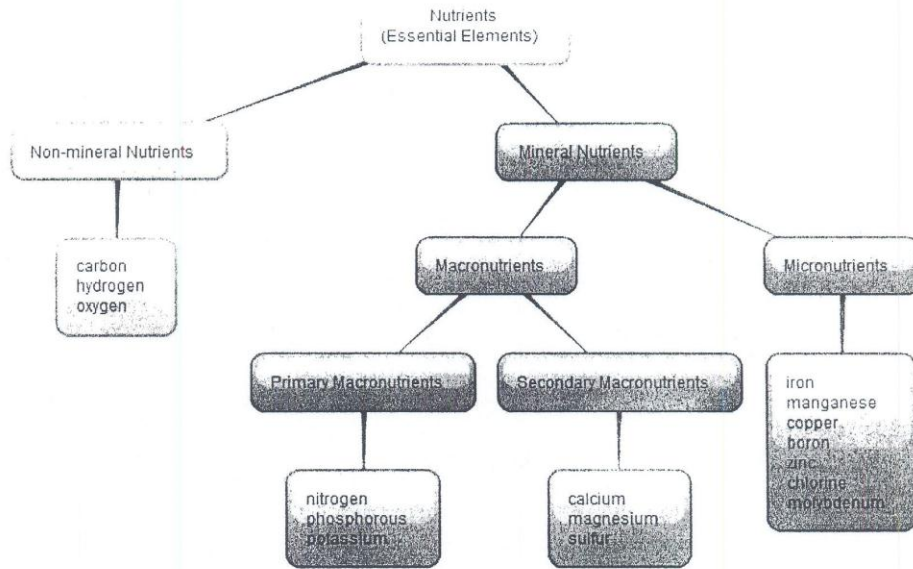 Nutrients
(Essential Elements)
Non-mineral Nutrients
Mineral Nutrients
carbon
hydrogen
oxygen
Macronutrients
Micronutrients
Primary Macronutrients
Secondary Macronutrients
iron
manganese
copper
boron
zinc
chlorine
molybdenum
nitrogen
phosphorous
potassium
calcium
magnesium
sulfur